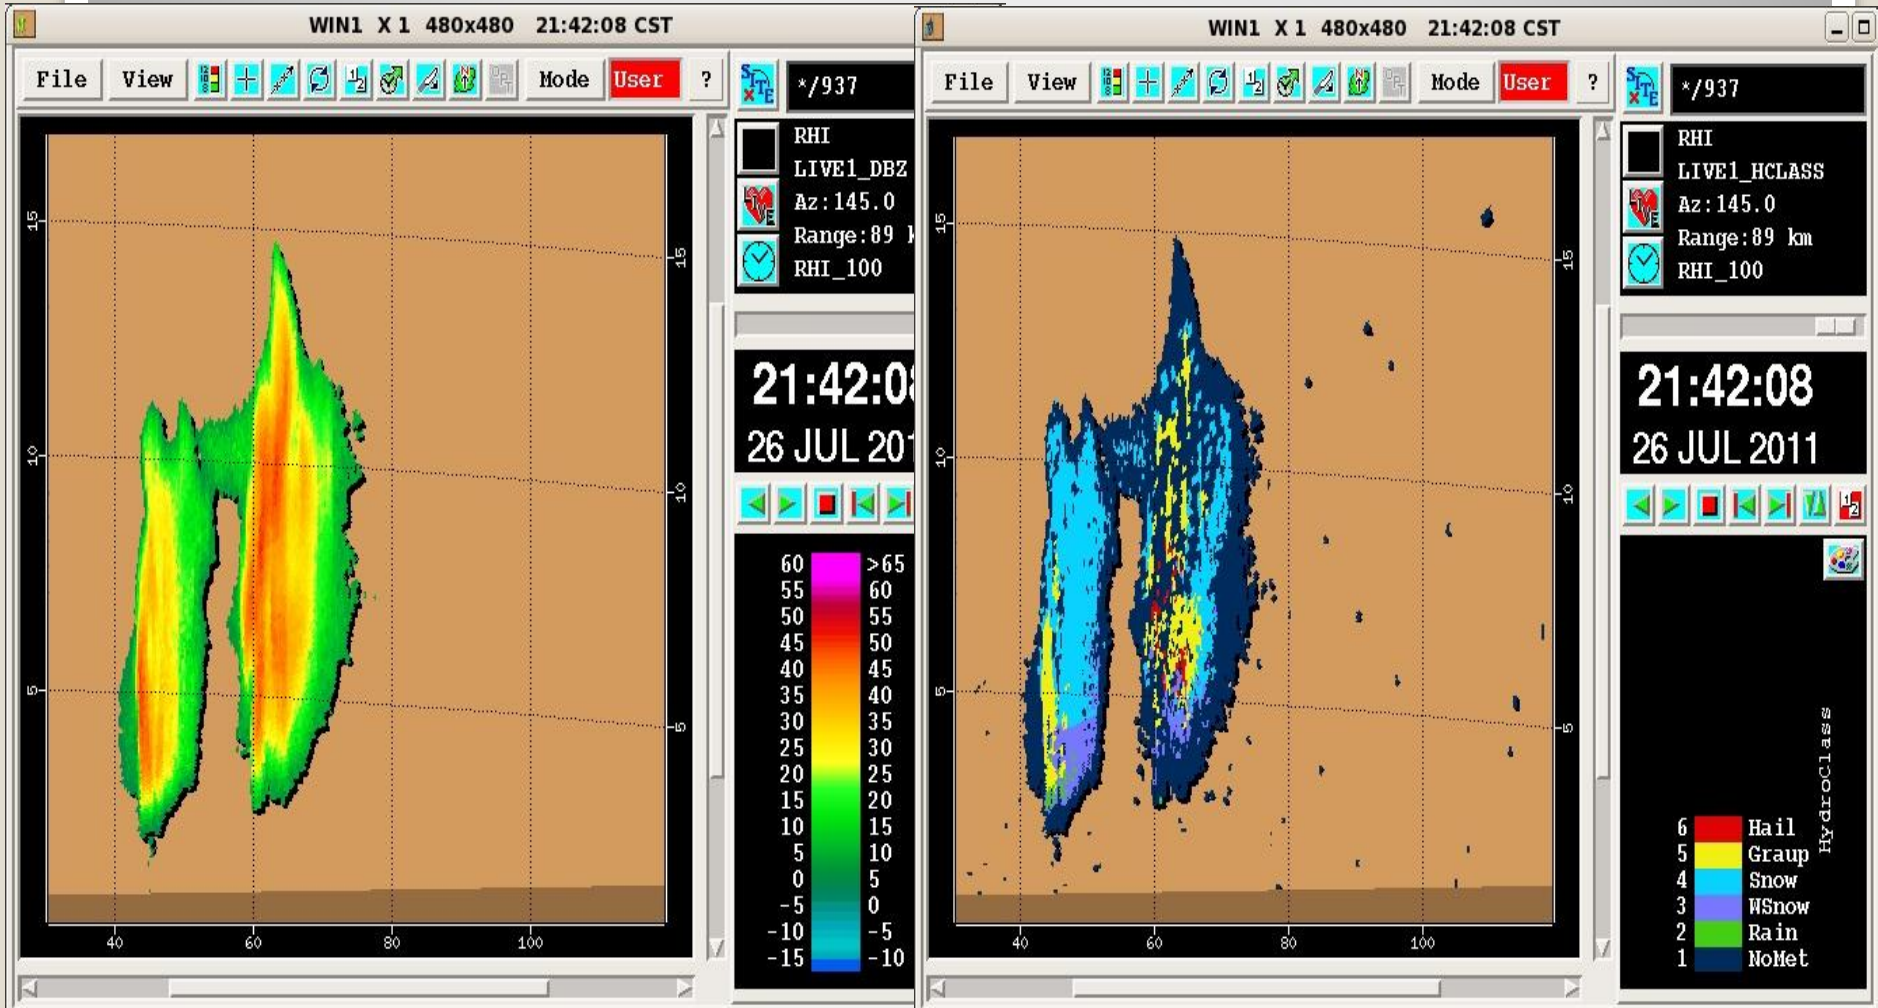 WIN1 X 1 480x480 21:42:08 CST
File View Mode User ?
*/937
RHI
LIVE1_DBZ
Az:145.0
Range:89
RHI_100
21:42:08
26 JUL 201
60 >65
55 60
50 55
45 50
40 45
35 40
30 35
25 30
20 25
15 20
10 15
5 10
0 5
-5 0
-10 -5
-15 -10
15
10
5
15
10
5
40 60 80 100
WIN1 X 1 480x480 21:42:08 CST
File View Mode User ?
SITE
*/937
RHI
LIVE1_HCLASS
Az:145.0
Range:89 km
RHI_100
21:42:08
26 JUL 2011
HydroClass
6 Hail
5 Graup
4 Snow
3 WSnow
2 Rain
1 NoMet
15
10
5
15
10
5
40 60 80 100